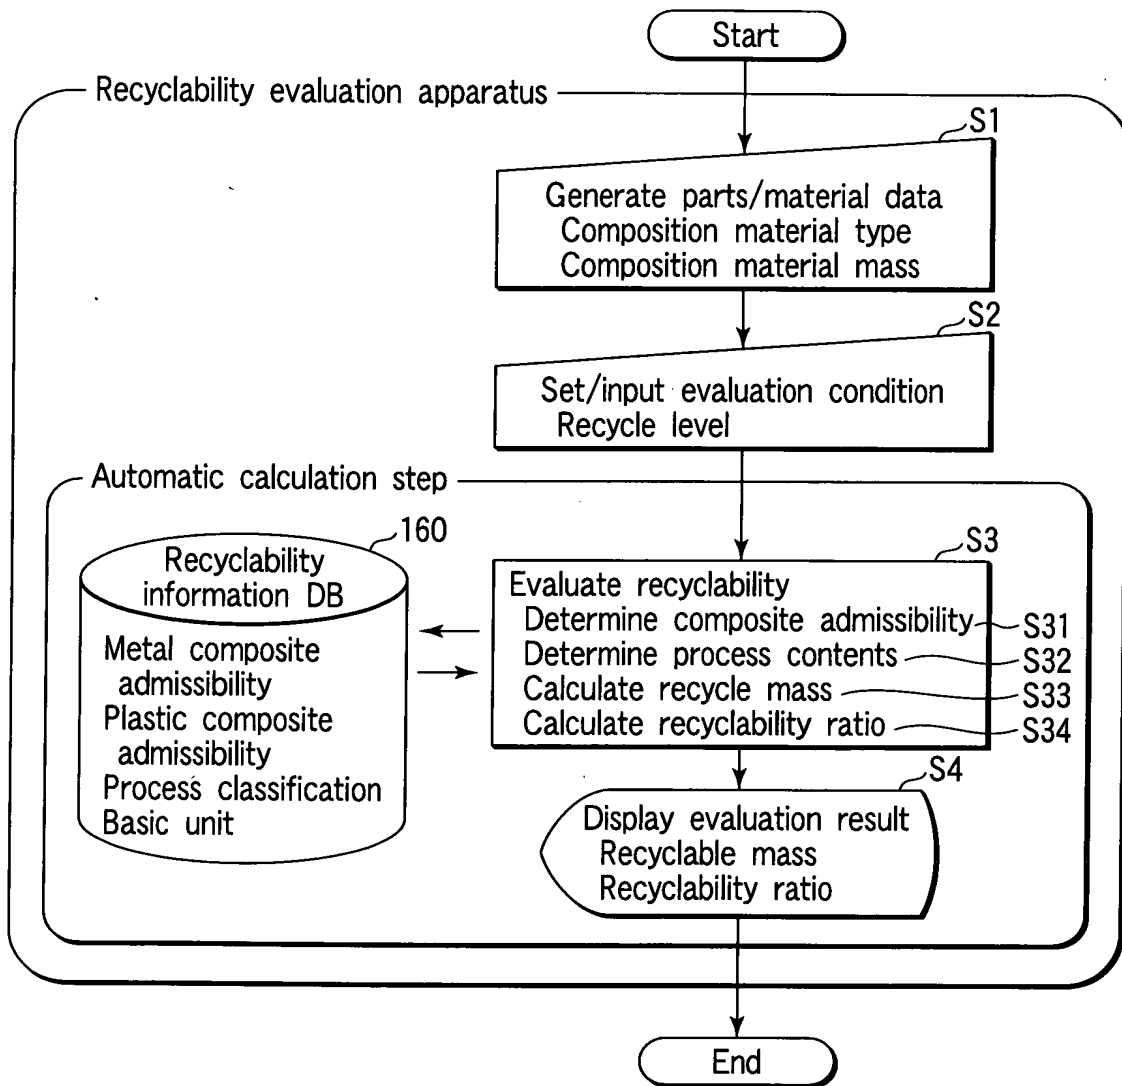 Start
Recyclability evaluation apparatus
S1
Generate parts/material data
Composition material type
Composition material mass
S2
Set/input evaluation condition
Recycle level
Automatic calculation step
160
Recyclability
information DB
Metal composite
admissibility
Plastic composite
admissibility
Process classification
Basic unit
S3
Evaluate recyclability
Determine composite admissibility
S31
Determine process contents
S32
Calculate recycle mass
S33
Calculate recyclability ratio
S34
S4
Display evaluation result
Recyclable mass
Recyclability ratio
End